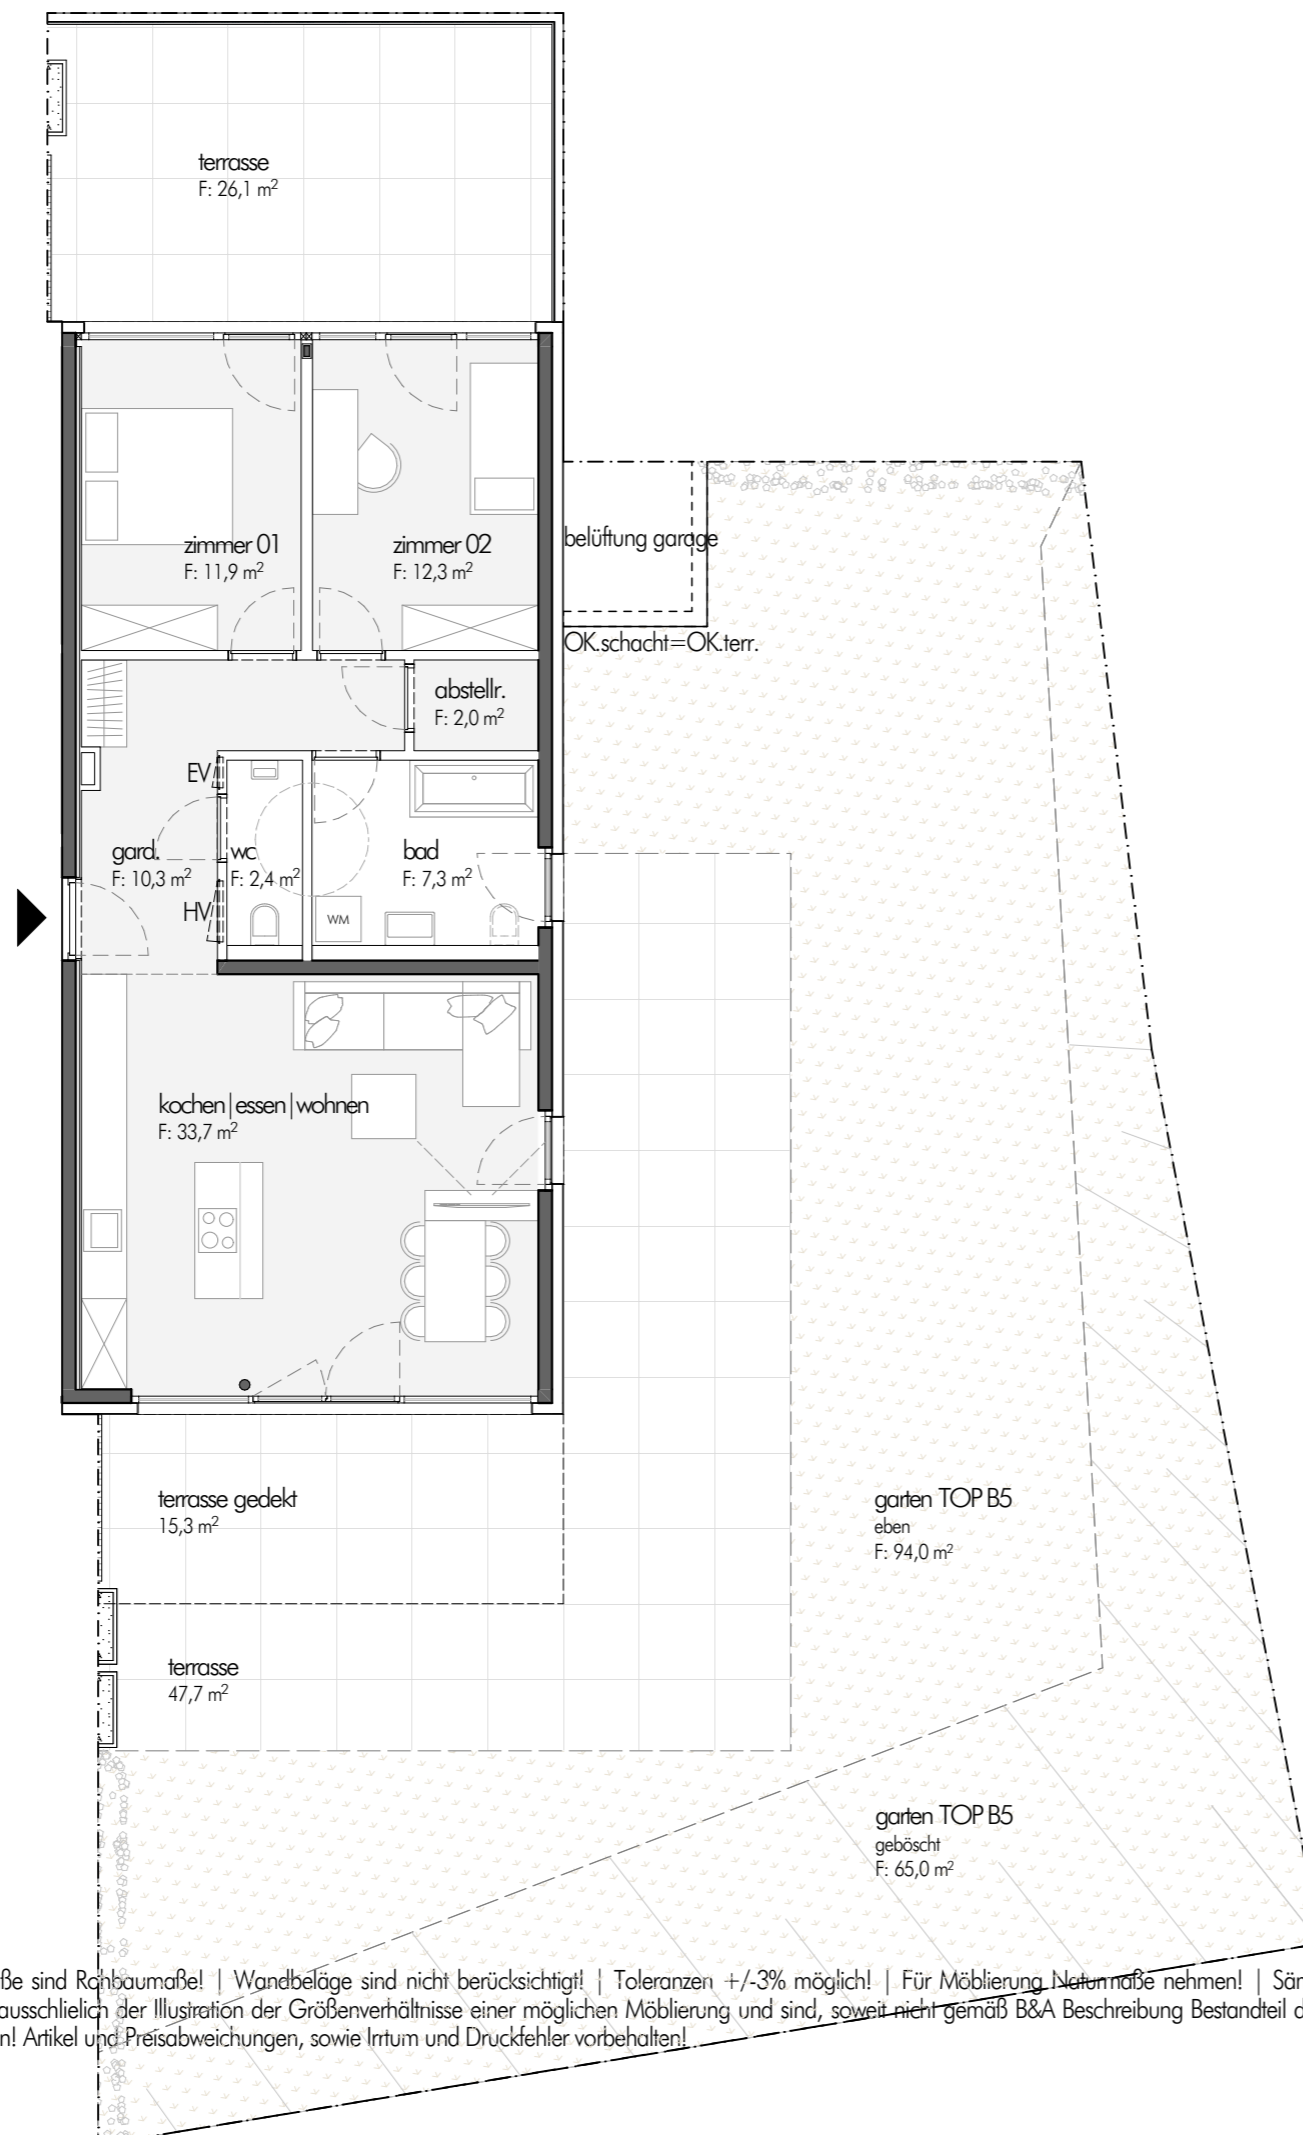 terrasse
F: 26,1 m²
zimmer 01
F: 11,9 m²
zimmer 02
F: 12,3 m²
belüftung garage
OK.schacht=OK.terr.
abstellr.
F: 2,0 m²
EV
gard.
F: 10,3 m²
wc
F: 2,4 m²
bad
F: 7,3 m²
HV
WM
kochen|essen|wohnen
F: 33,7 m²
terrasse gedekt
15,3 m²
garten TOP B5
eben
F: 94,0 m²
terrasse
47,7 m²
garten TOP B5
geböscht
F: 65,0 m²
ße sind Rohbaumaße! | Wandbeläge sind nicht berücksichtigt! | Toleranzen +/-3% möglich! | Für Möblierung Naturmaße nehmen! | Sä
ausschlielich der Illustration der Größenverhältnisse einer möglichen Möblierung und sind, soweit nicht gemäß B&A Beschreibung Bestandteil d
n! Artikel und Preisabweichungen, sowie Irrtum und Druckfehler vorbehalten!